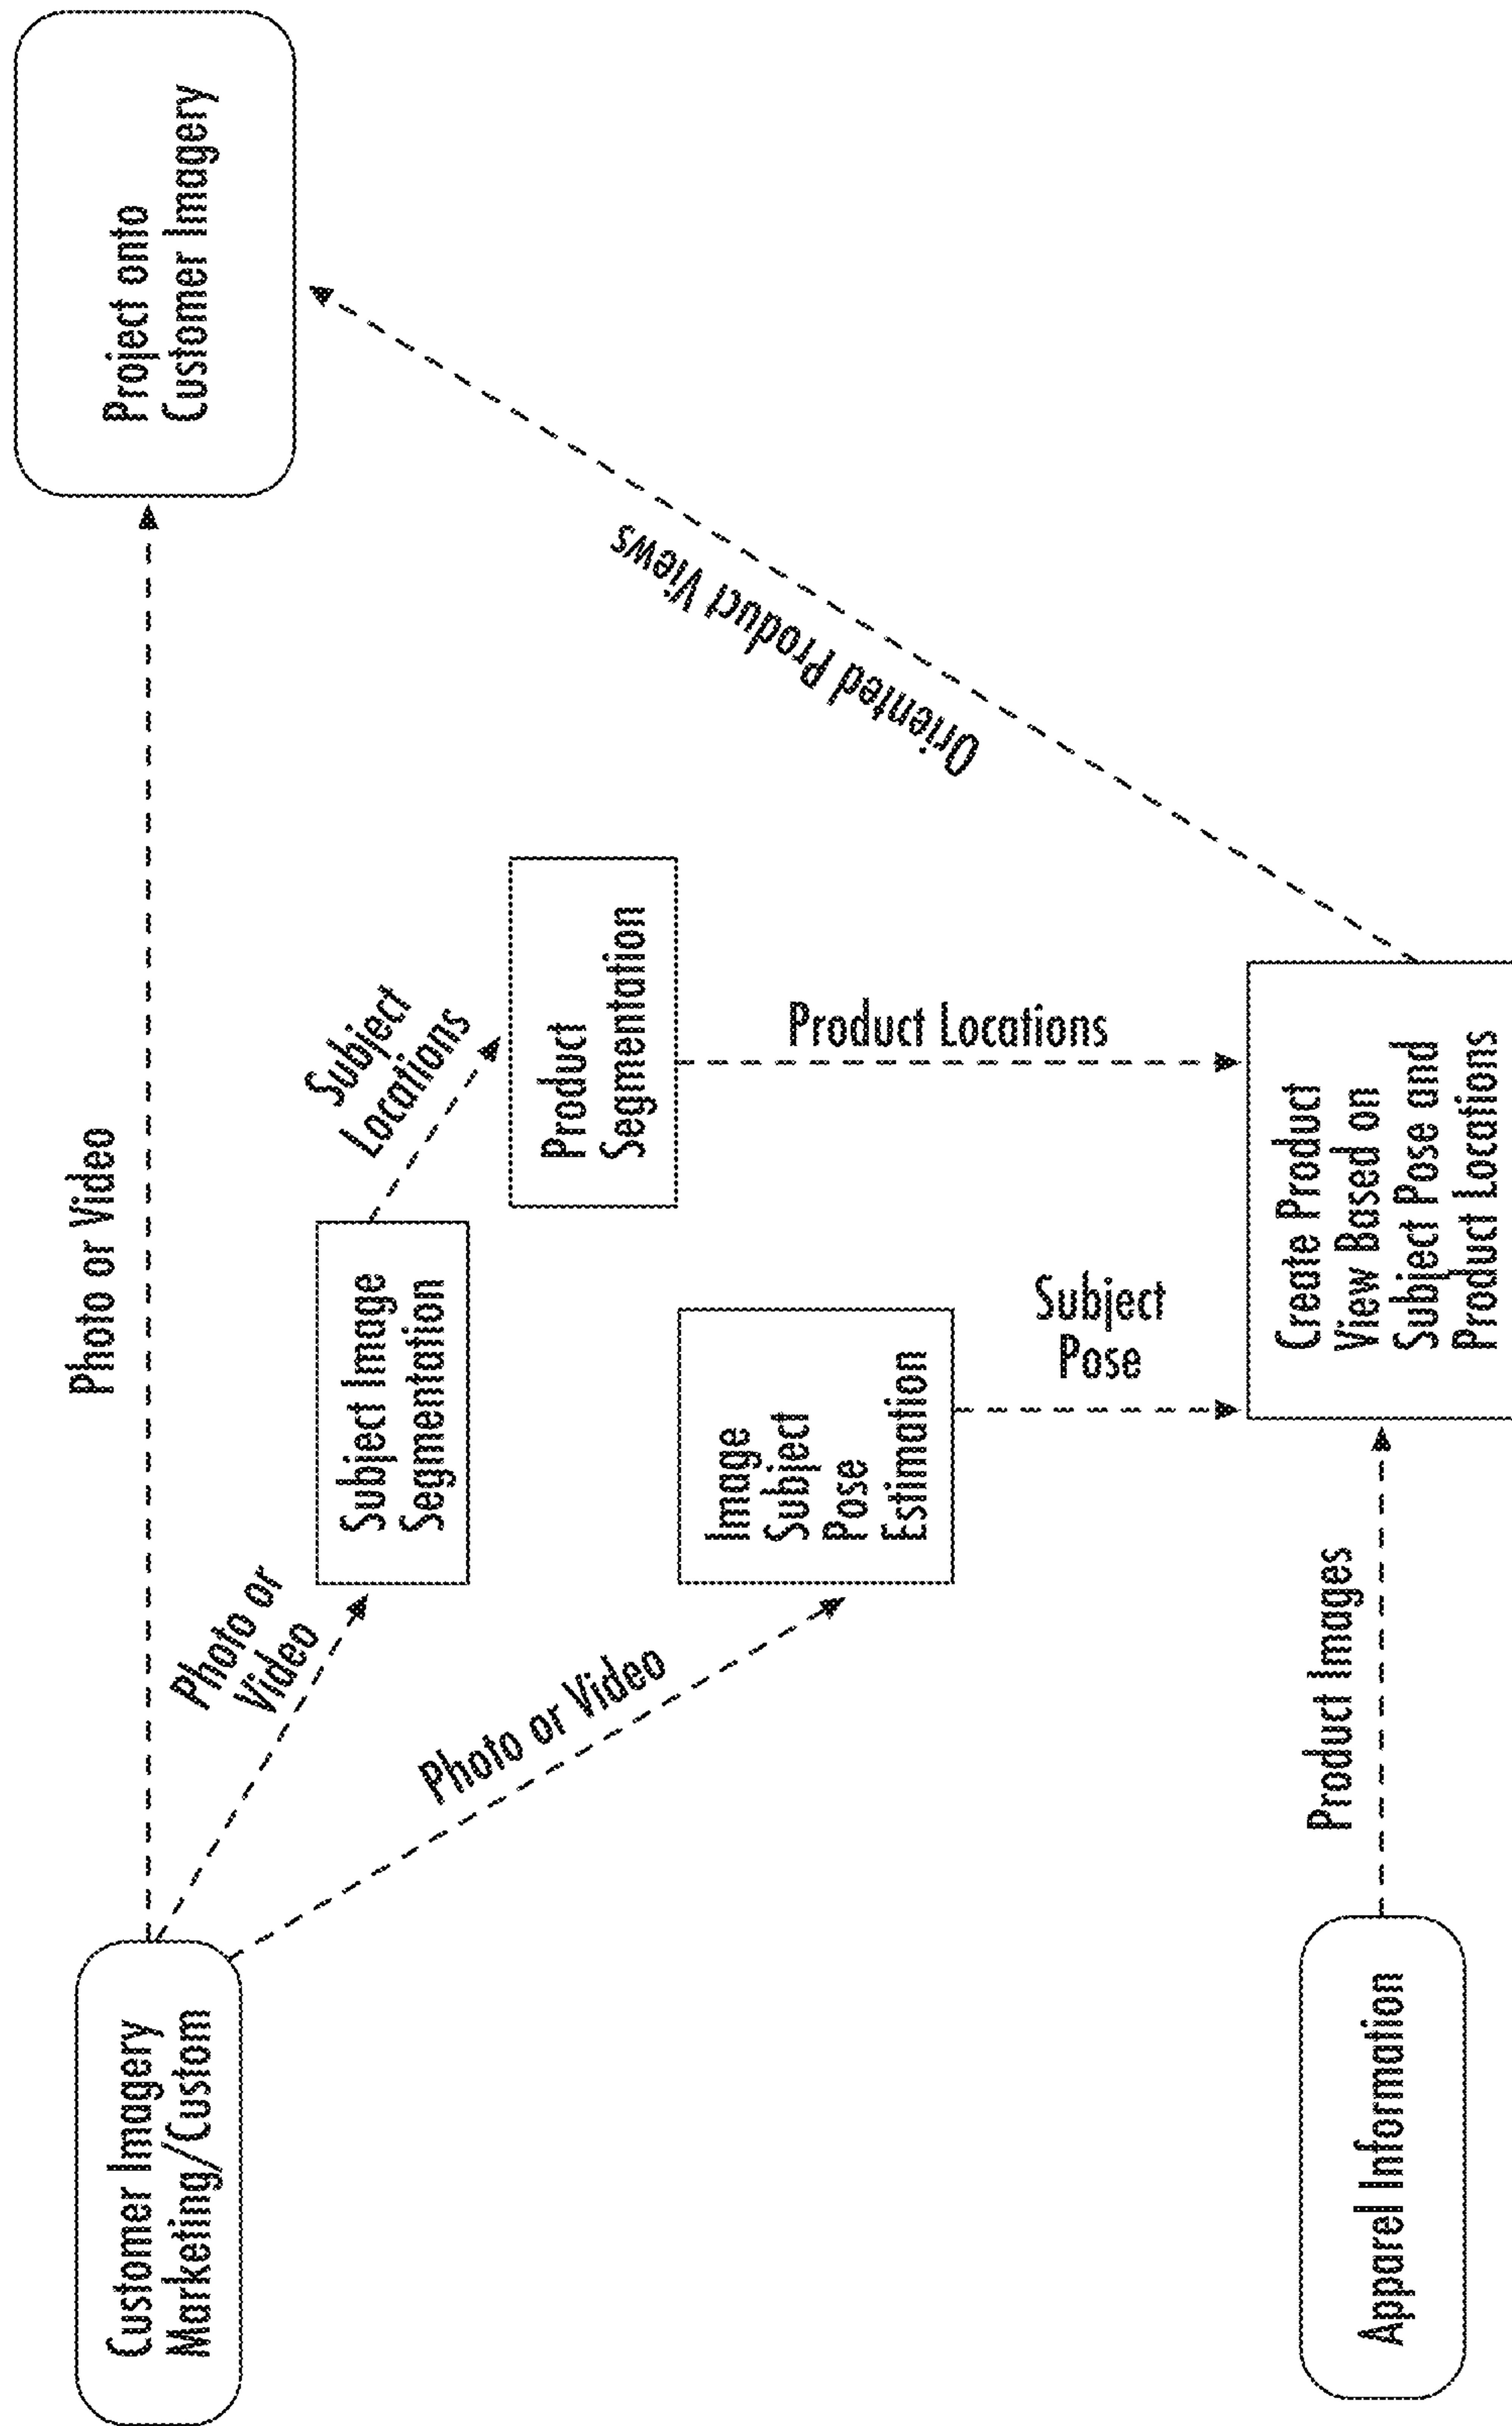 Customer Imagery
Marketing/Custom
Photo or Video
Project onto
Customer Imagery
Photo or
Video
Subject Image
Segmentation
Subject
Locations
Product
Segmentation
Photo or Video
Image
Subject
Pose
Estimation
Oriented Product Views
Product Locations
Subject
Pose
Apparel Information
Product Images
Create Product
View Based on
Subject Pose and
Product Locations